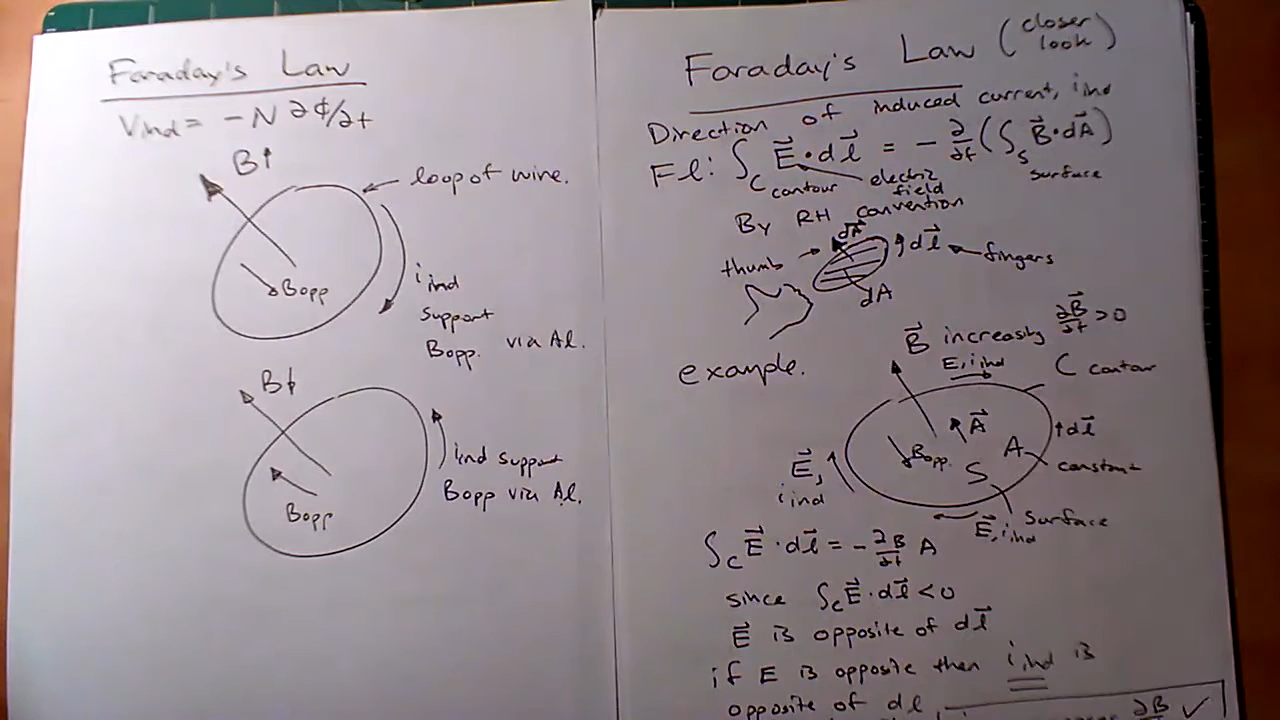 Faraday's Law
Vind = -N ∂Φ/∂t
B↑
loop of wire.
Bopp
i ind
support
Bopp. via Al.
B↓
iind support
Bopp via Al.
Bopp
Faraday's Law (closer look)
Direction of induced current, iind
Fl: ∫C E⃗ • dl⃗ = - ∂/∂t (∫S B⃗ • dA⃗)
contour
electric field
surface
By RH convention
dA⃗
thumb
dl⃗
fingers
dA
example.
B⃗ increasing ∂B⃗/∂t > 0
E, iind
C contour
A⃗
dl⃗
Bopp.
A
constant
S
E⃗, iind
E⃗, iind
surface
∫C E⃗ • dl⃗ = - ∂B/∂t A
since ∫C E⃗ • dl⃗ < 0
E⃗ is opposite of dl⃗
if E is opposite then iind is
opposite of dl
∂B ✓